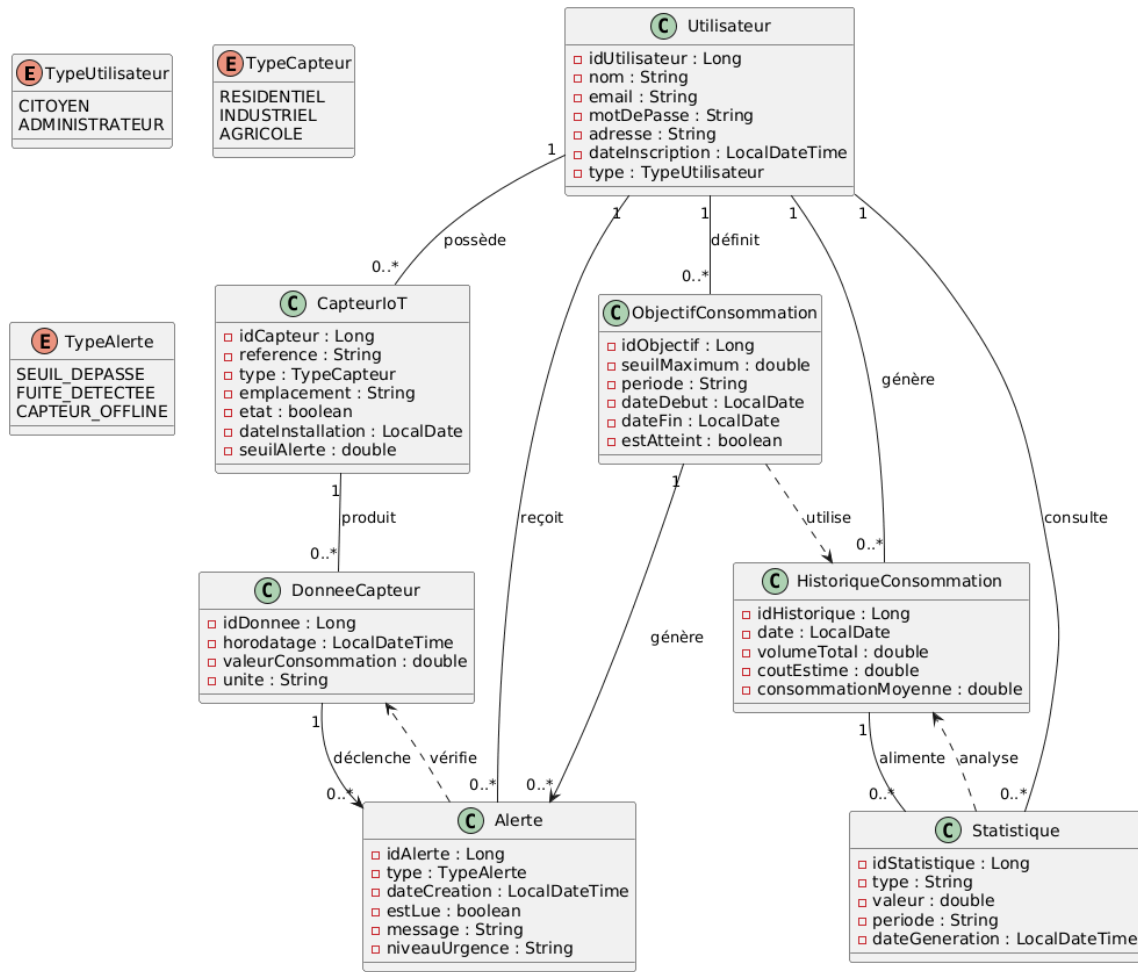 E TypeUtilisateur
CITOYEN
ADMINISTRATEUR
E TypeCapteur
RESIDENTIEL
INDUSTRIEL
AGRICOLE
C Utilisateur
idUtilisateur : Long
nom : String
email : String
motDePasse : String
adresse : String
dateInscription : LocalDateTime
type : TypeUtilisateur
1
1
1
1
1
possède
définit
0..*
0..*
E TypeAlerte
SEUIL_DEPASSE
FUITE_DETECTEE
CAPTEUR_OFFLINE
C CapteurIoT
idCapteur : Long
reference : String
type : TypeCapteur
emplacement : String
etat : boolean
dateInstallation : LocalDate
seuilAlerte : double
C ObjectifConsommation
idObjectif : Long
seuilMaximum : double
periode : String
dateDebut : LocalDate
dateFin : LocalDate
estAtteint : boolean
génère
1
produit
0..*
reçoit
1
utilise
0..*
consulte
C DonneeCapteur
idDonnee : Long
horodatage : LocalDateTime
valeurConsommation : double
unite : String
génère
C HistoriqueConsommation
idHistorique : Long
date : LocalDate
volumeTotal : double
coutEstime : double
consommationMoyenne : double
1
déclenche
vérifie
0..*
0..*
0..*
1
alimente
analyse
0..*
0..*
C Alerte
idAlerte : Long
type : TypeAlerte
dateCreation : LocalDateTime
estLue : boolean
message : String
niveauUrgence : String
C Statistique
idStatistique : Long
type : String
valeur : double
periode : String
dateGeneration : LocalDateTime